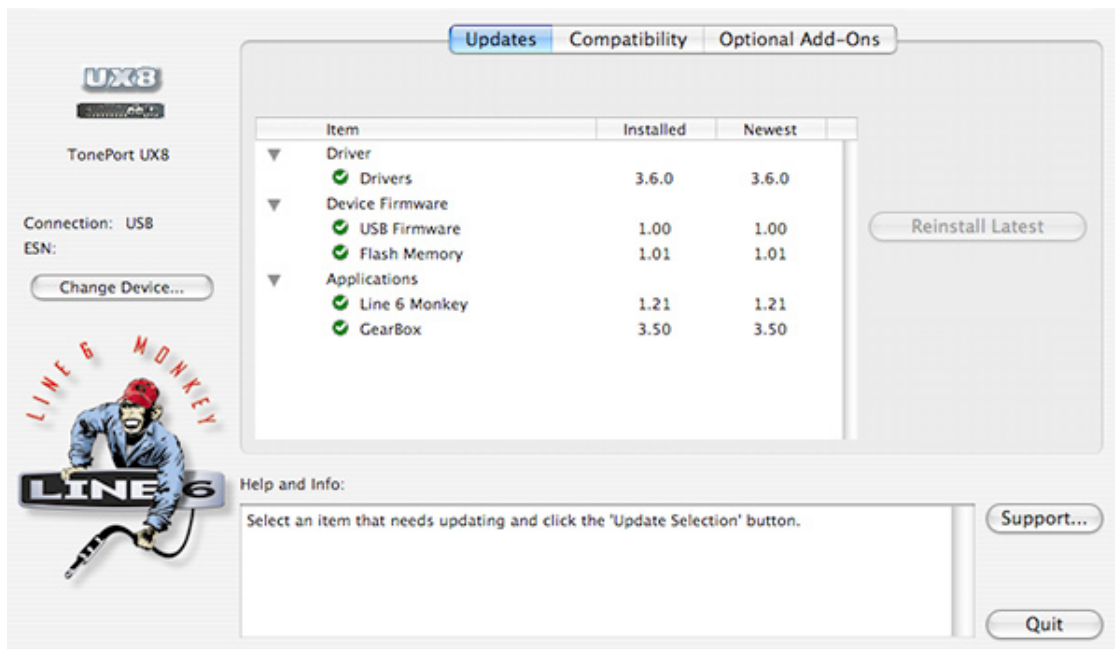 Updates Compatibility Optional Add-Ons
UX8
TonePort UX8
Connection: USB
ESN:
Change Device...
Item Installed Newest
Driver
Drivers 3.6.0 3.6.0
Device Firmware
USB Firmware 1.00 1.00
Flash Memory 1.01 1.01
Applications
Line 6 Monkey 1.21 1.21
GearBox 3.50 3.50
Reinstall Latest
LINE 6 MONKEY
LINE 6
Help and Info:
Select an item that needs updating and click the 'Update Selection' button.
Support...
Quit